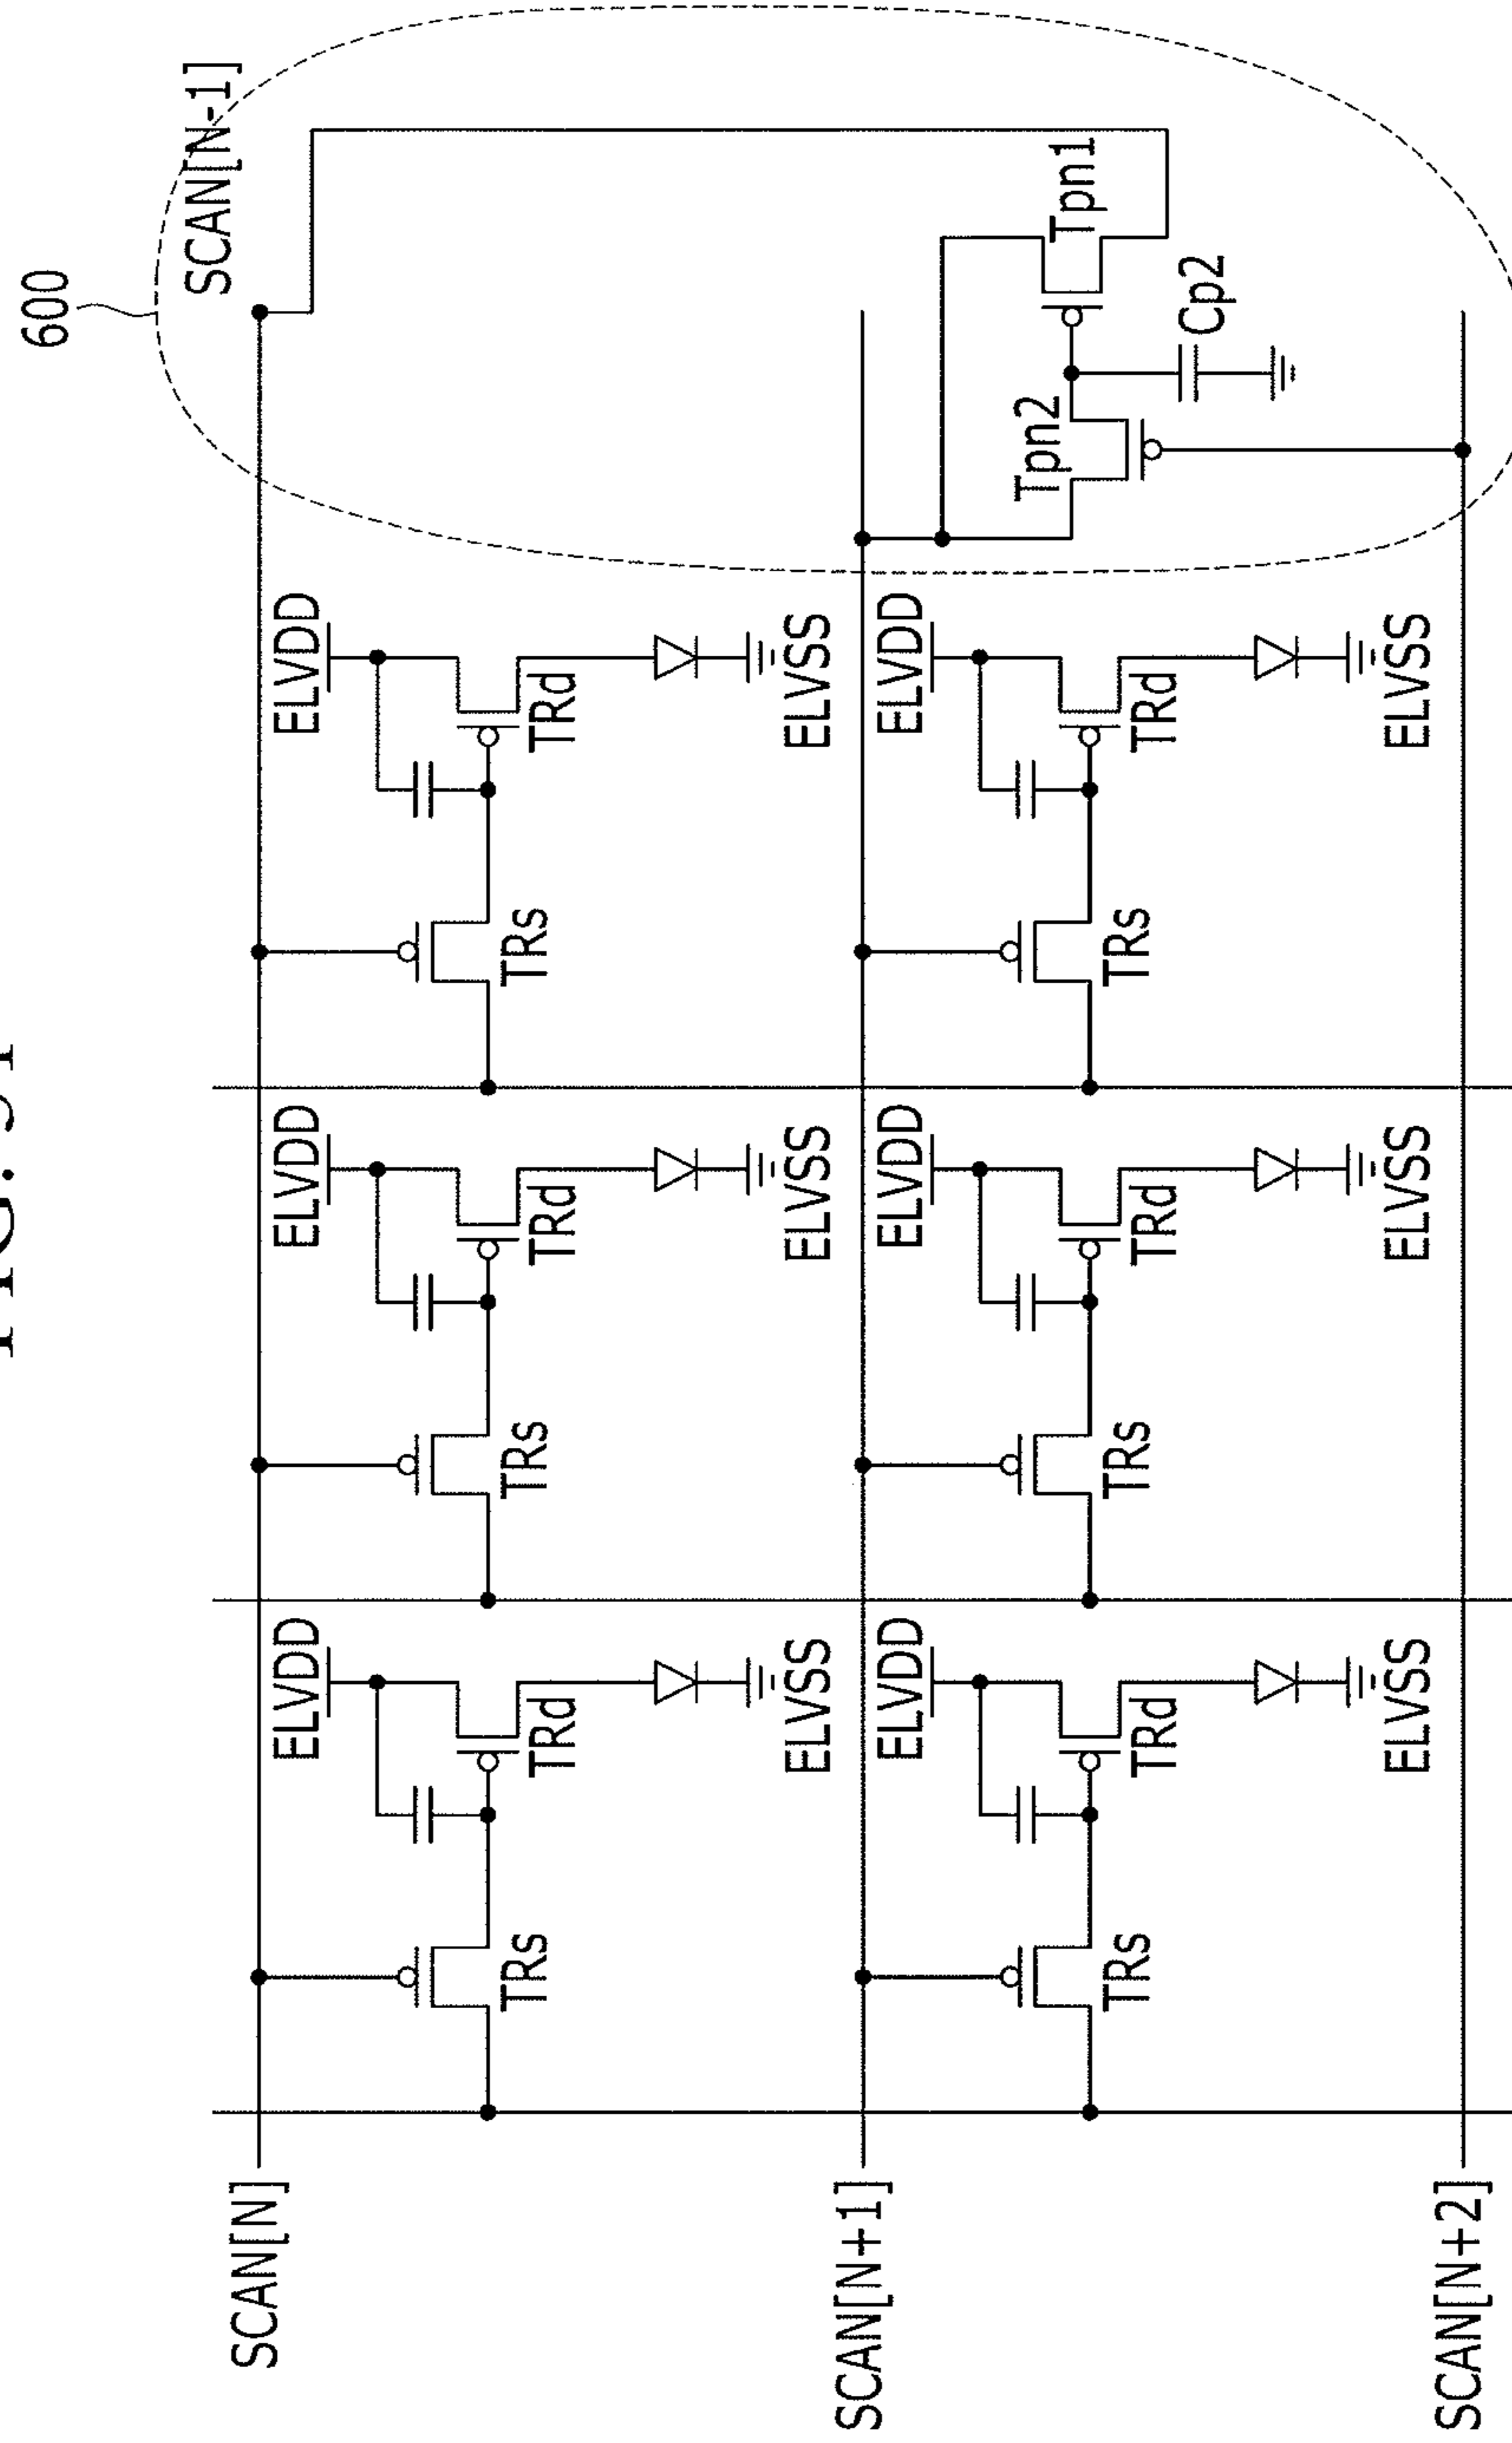 FIG.
600
SCAN[N-1]
SCAN[N]
ELVDD
ELVDD
ELVDD
TRs
TRd
TRs
TRd
TRs
TRd
ELVSS
ELVSS
ELVSS
SCAN[N+1]
ELVDD
ELVDD
ELVDD
Tpn2
Tpn1
TRs
TRd
TRs
TRd
TRs
TRd
Cp2
ELVSS
ELVSS
ELVSS
SCAN[N+2]